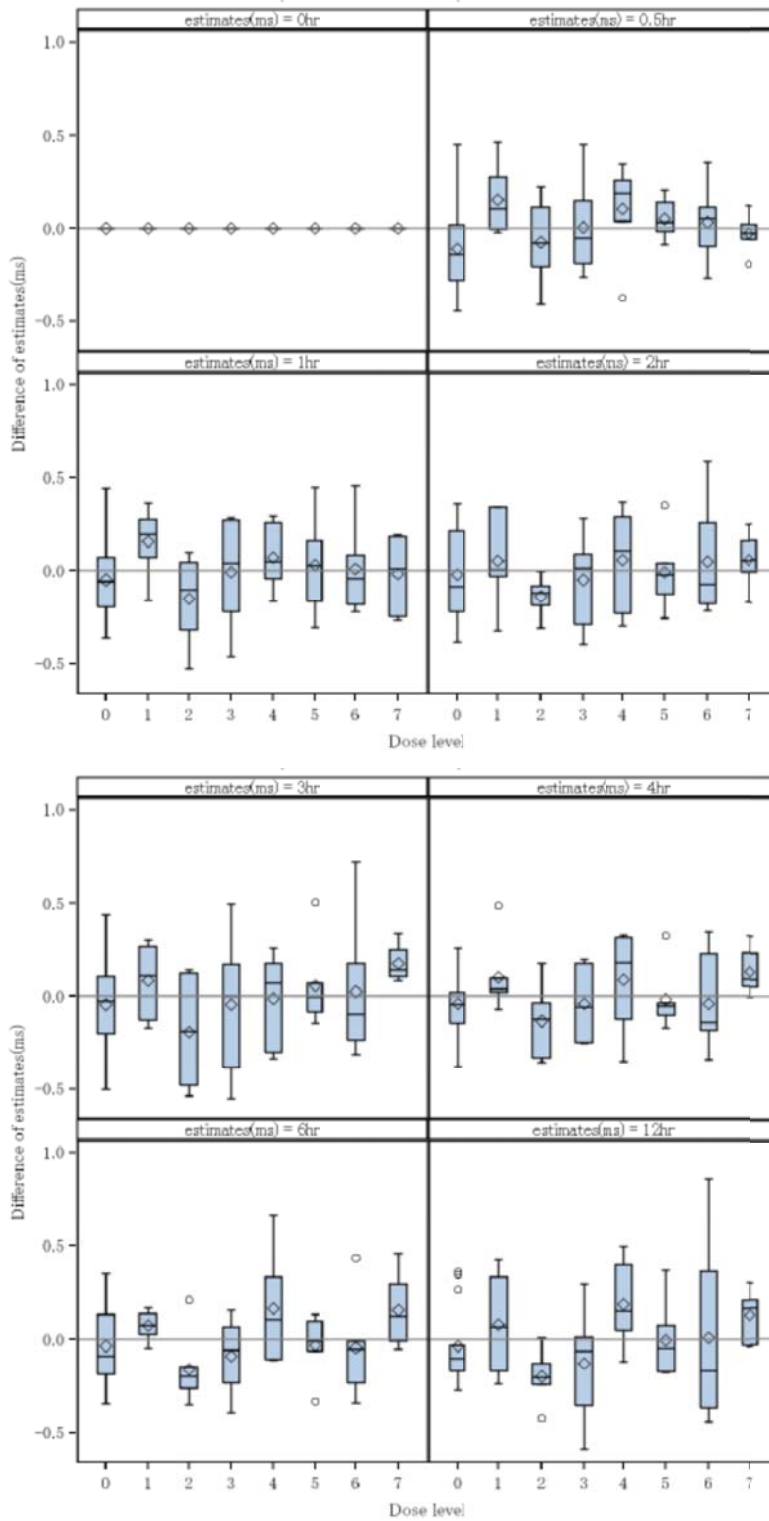 estimates(ms) = 0hr estimates(ms) = 0.5hr
1.0
0.5
0.0
−0.5
Difference of estimates(ms)
estimates(ms) = 1hr estimates(ms) = 2hr
1.0
0.5
0.0
−0.5
0 1 2 3 4 5 6 7 0 1 2 3 4 5 6 7
Dose level
estimates(ms) = 3hr estimates(ms) = 4hr
1.0
0.5
0.0
−0.5
Difference of estimates(ms)
estimates(ms) = 6hr estimates(ms) = 12hr
1.0
0.5
0.0
−0.5
0 1 2 3 4 5 6 7 0 1 2 3 4 5 6 7
Dose level